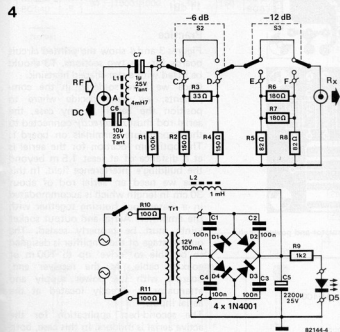 4
−6 dB
S2
−12 dB
S3
C7
B
C
D
E
F
1µ
25V
Tant
RF
L1
A
4mH7
DC
C6
10µ
25V
Tant
R3
33Ω
R6
180Ω
R7
180Ω
Rx
R1
100Ω
R2
150Ω
R4
150Ω
R5
82Ω
R8
82Ω
L2
1 mH
R10
100Ω
Tr1
12V
100mA
C1
100n
C2
100n
D1
D2
D4
D3
C4
100n
C3
100n
R9
1k2
C5
2200µ
25V
D5
R11
100Ω
4 x 1N4001
82144-4